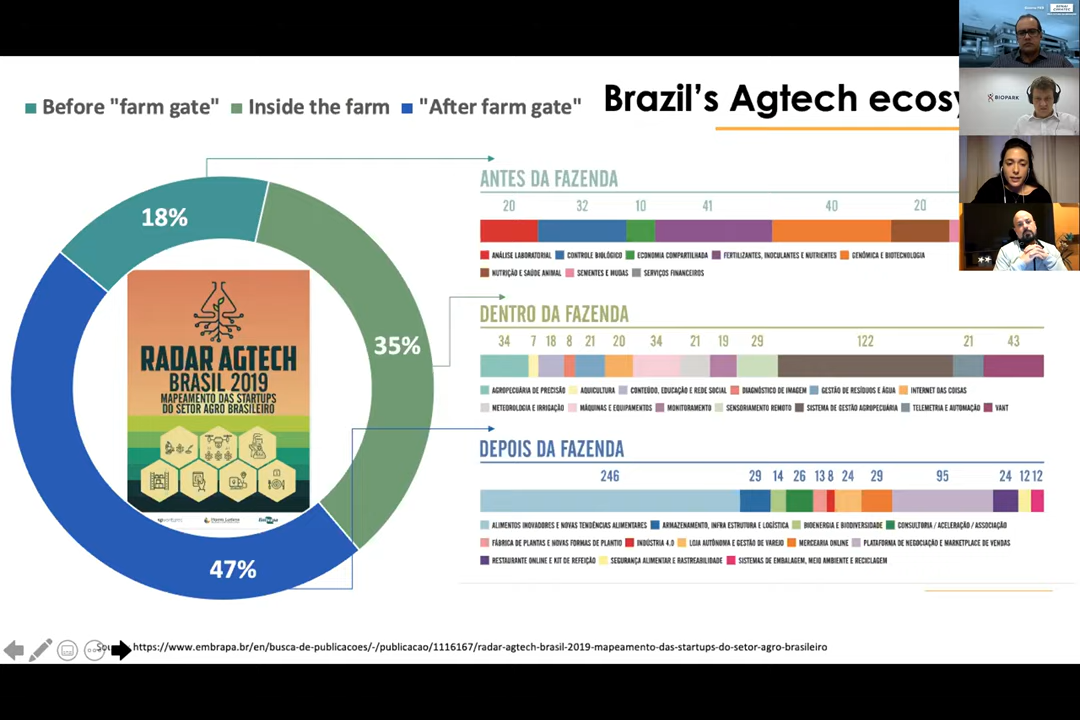 Before "farm gate" Inside the farm "After farm gate"
Brazil's Agtech
BIOPARK
18%
35%
47%
RADAR AGTECH
BRASIL 2019
MAPEAMENTO DAS STARTUPS
DO SETOR AGRO BRASILEIRO
Embrapa
ANTES DA FAZENDA
20 32 10 41 40 20
ANÁLISE LABORATORIAL CONTROLE BIOLÓGICO ECONOMIA COMPARTILHADA FERTILIZANTES, INOCULANTES E NUTRIENTES GENÔMICA E BIOTECNOLOGIA
NUTRIÇÃO E SAÚDE ANIMAL SEMENTES E MUDAS SERVIÇOS FINANCEIROS
DENTRO DA FAZENDA
34 7 18 8 21 20 34 21 19 29 122 21 43
AGROPECUÁRIA DE PRECISÃO AQUICULTURA CONTEÚDO, EDUCAÇÃO E REDE SOCIAL DIAGNÓSTICO DE IMAGEM GESTÃO DE RESÍDUOS E ÁGUA INTERNET DAS COISAS
METEOROLOGIA E IRRIGAÇÃO MÁQUINAS E EQUIPAMENTOS MONITORAMENTO SENSORIAMENTO REMOTO SISTEMA DE GESTÃO AGROPECUÁRIA TELEMETRIA E AUTOMAÇÃO VANT
DEPOIS DA FAZENDA
246 29 14 26 13 8 24 29 95 24 12 12
ALIMENTOS INOVADORES E NOVAS TENDÊNCIAS ALIMENTARES ARMAZENAMENTO, INFRA ESTRUTURA E LOGÍSTICA BIOENERGIA E BIODIVERSIDADE CONSULTORIA / ACELERAÇÃO / ASSOCIAÇÃO
FÁBRICA DE PLANTAS E NOVAS FORMAS DE PLANTIO INDÚSTRIA 4.0 LOJA AUTÔNOMA E GESTÃO DE VAREJO MERCEARIA ONLINE PLATAFORMA DE NEGOCIAÇÃO E MARKETPLACE DE VENDAS
RESTAURANTE ONLINE E KIT DE REFEIÇÃO SEGURANÇA ALIMENTAR E RASTREABILIDADE SISTEMAS DE EMBALAGEM, MEIO AMBIENTE E RECICLAGEM
https://www.embrapa.br/en/busca-de-publicacoes/-/publicacao/1116167/radar-agtech-brasil-2019-mapeamento-das-startups-do-setor-agro-brasileiro